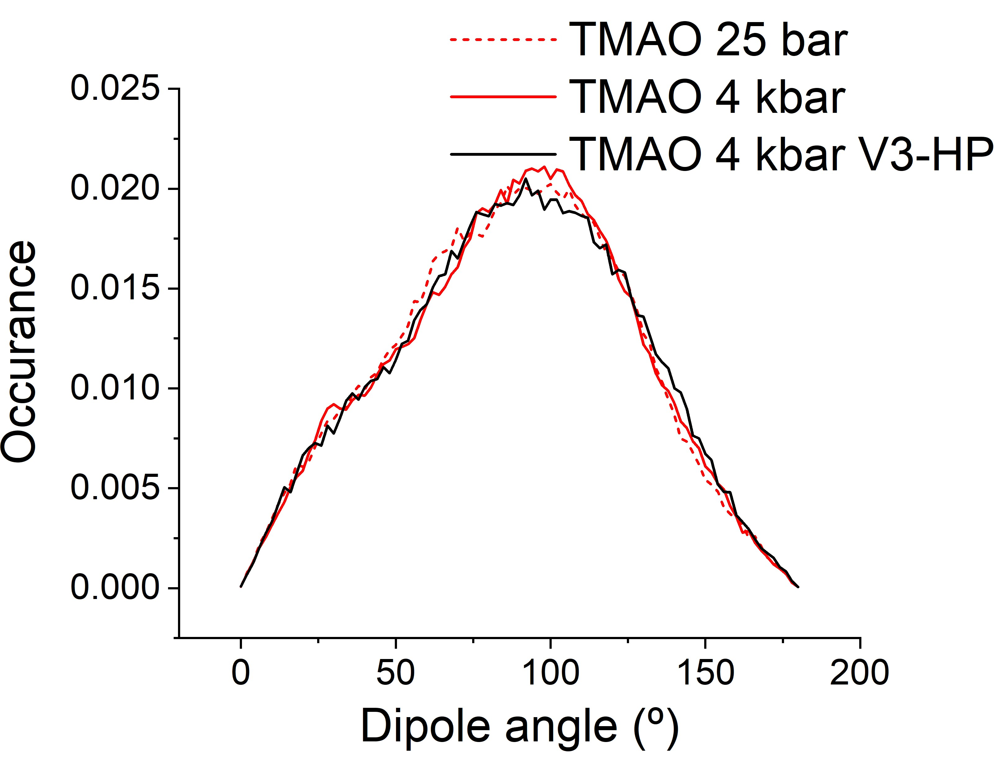 TMAO 25 bar
TMAO 4 kbar
TMAO 4 kbar V3-HP
0.025
0.020
0.015
0.010
0.005
0.000
Occurance
0 50 100 150 200
Dipole angle (º)